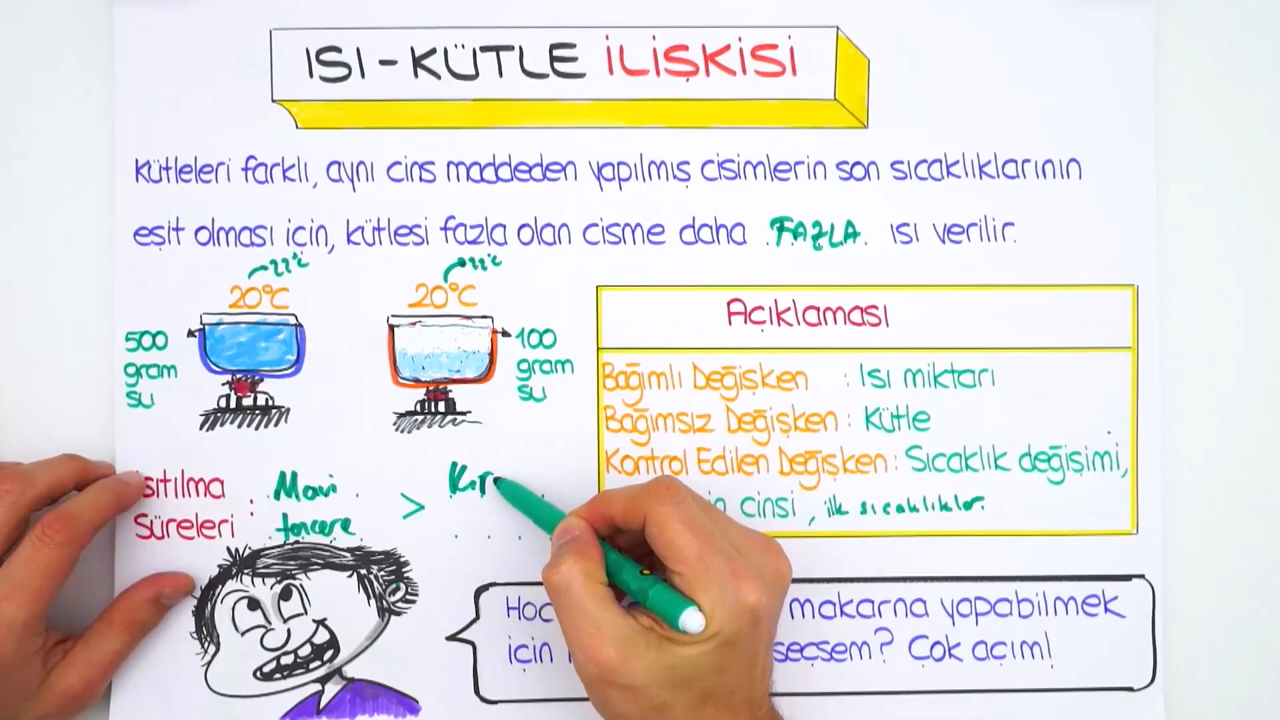 ISI-KÜTLE İLİŞKİSİ
Kütleleri farklı, aynı cins maddeden yapılmış cisimlerin son sıcaklıklarının
eşit olması için, kütlesi fazla olan cisme daha .FAZLA. ısı verilir.
22°C
22°C
20°C
20°C
500
gram
su
100
gram
su
Açıklaması
Bağımlı Değişken : Isı miktarı
Bağımsız Değişken : Kütle
Kontrol Edilen Değişken : Sıcaklık değişimi,
cinsi, ilk sıcaklıklar.
Isıtılma
Süreleri : Mavi tencere > Kır
makarna yapabilmek
için seçsem? Çok açım!